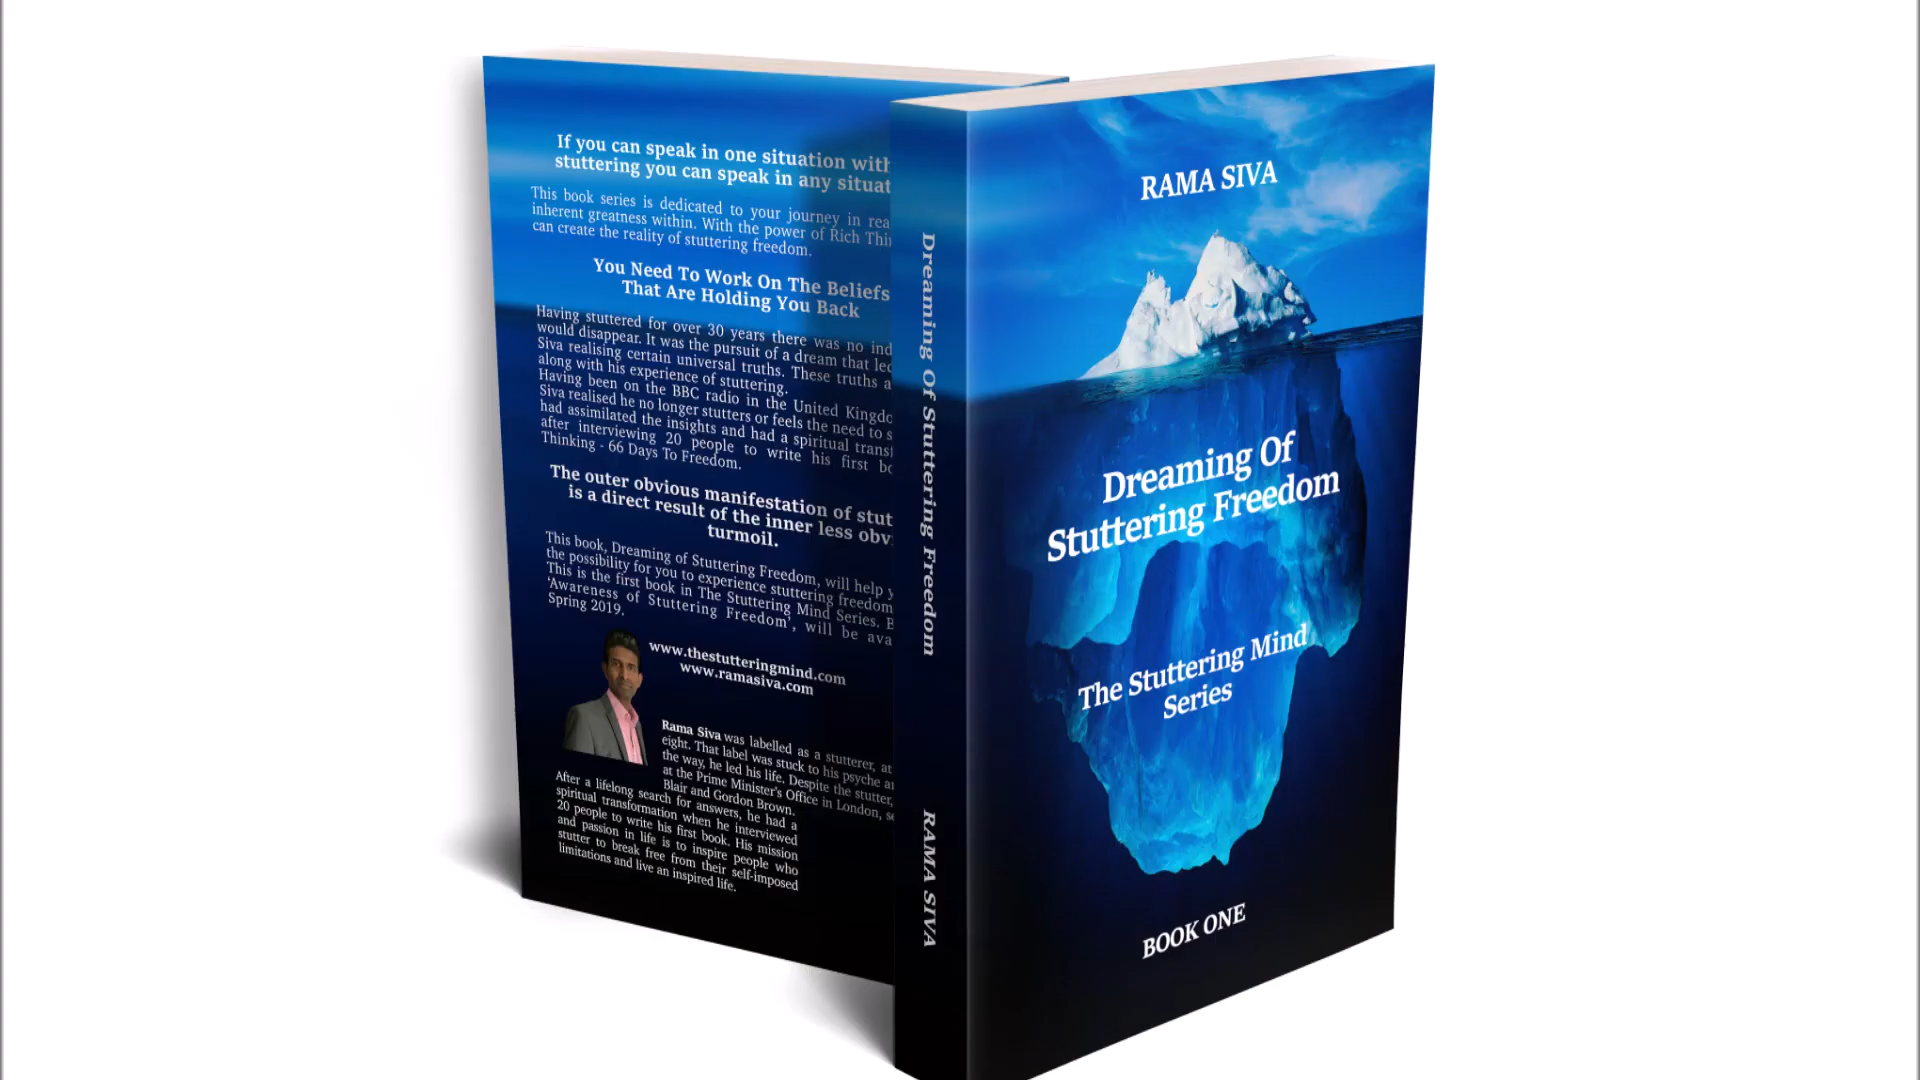 If you can speak in one situation with
stuttering you can speak in any situat
This book series is dedicated to your journey in rea
inherent greatness within. With the power of Rich Thi
can create the reality of stuttering freedom.
You Need To Work On The Beliefs
That Are Holding You Back
Having stuttered for over 30 years there was no ind
would disappear. It was the pursuit of a dream that led
Siva realising certain universal truths. These truths a
along with his experience of stuttering.
Having been on the BBC radio in the United Kingdo
Siva realised he no longer stutters or feels the need to s
had assimilated the insights and had a spiritual transf
after interviewing 20 people to write his first bo
Thinking - 66 Days To Freedom.
The outer obvious manifestation of stut
is a direct result of the inner less obv
turmoil.
This book, Dreaming of Stuttering Freedom, will help y
the possibility for you to experience stuttering freedom
This is the first book in The Stuttering Mind Series. B
'Awareness of Stuttering Freedom', will be ava
Spring 2019.
www.thestutteringmind.com
www.ramasiva.com
Rama Siva was labelled as a stutterer, at
eight. That label was stuck to his psyche an
the way, he led his life. Despite the stutter,
at the Prime Minister's Office in London, se
Blair and Gordon Brown.
After a lifelong search for answers, he had a
spiritual transformation when he interviewed
20 people to write his first book. His mission
and passion in life is to inspire people who
stutter to break free from their self-imposed
limitations and live an inspired life.
Dreaming Of Stuttering Freedom
RAMA SIVA
RAMA SIVA
Dreaming Of
Stuttering Freedom
The Stuttering Mind
Series
BOOK ONE